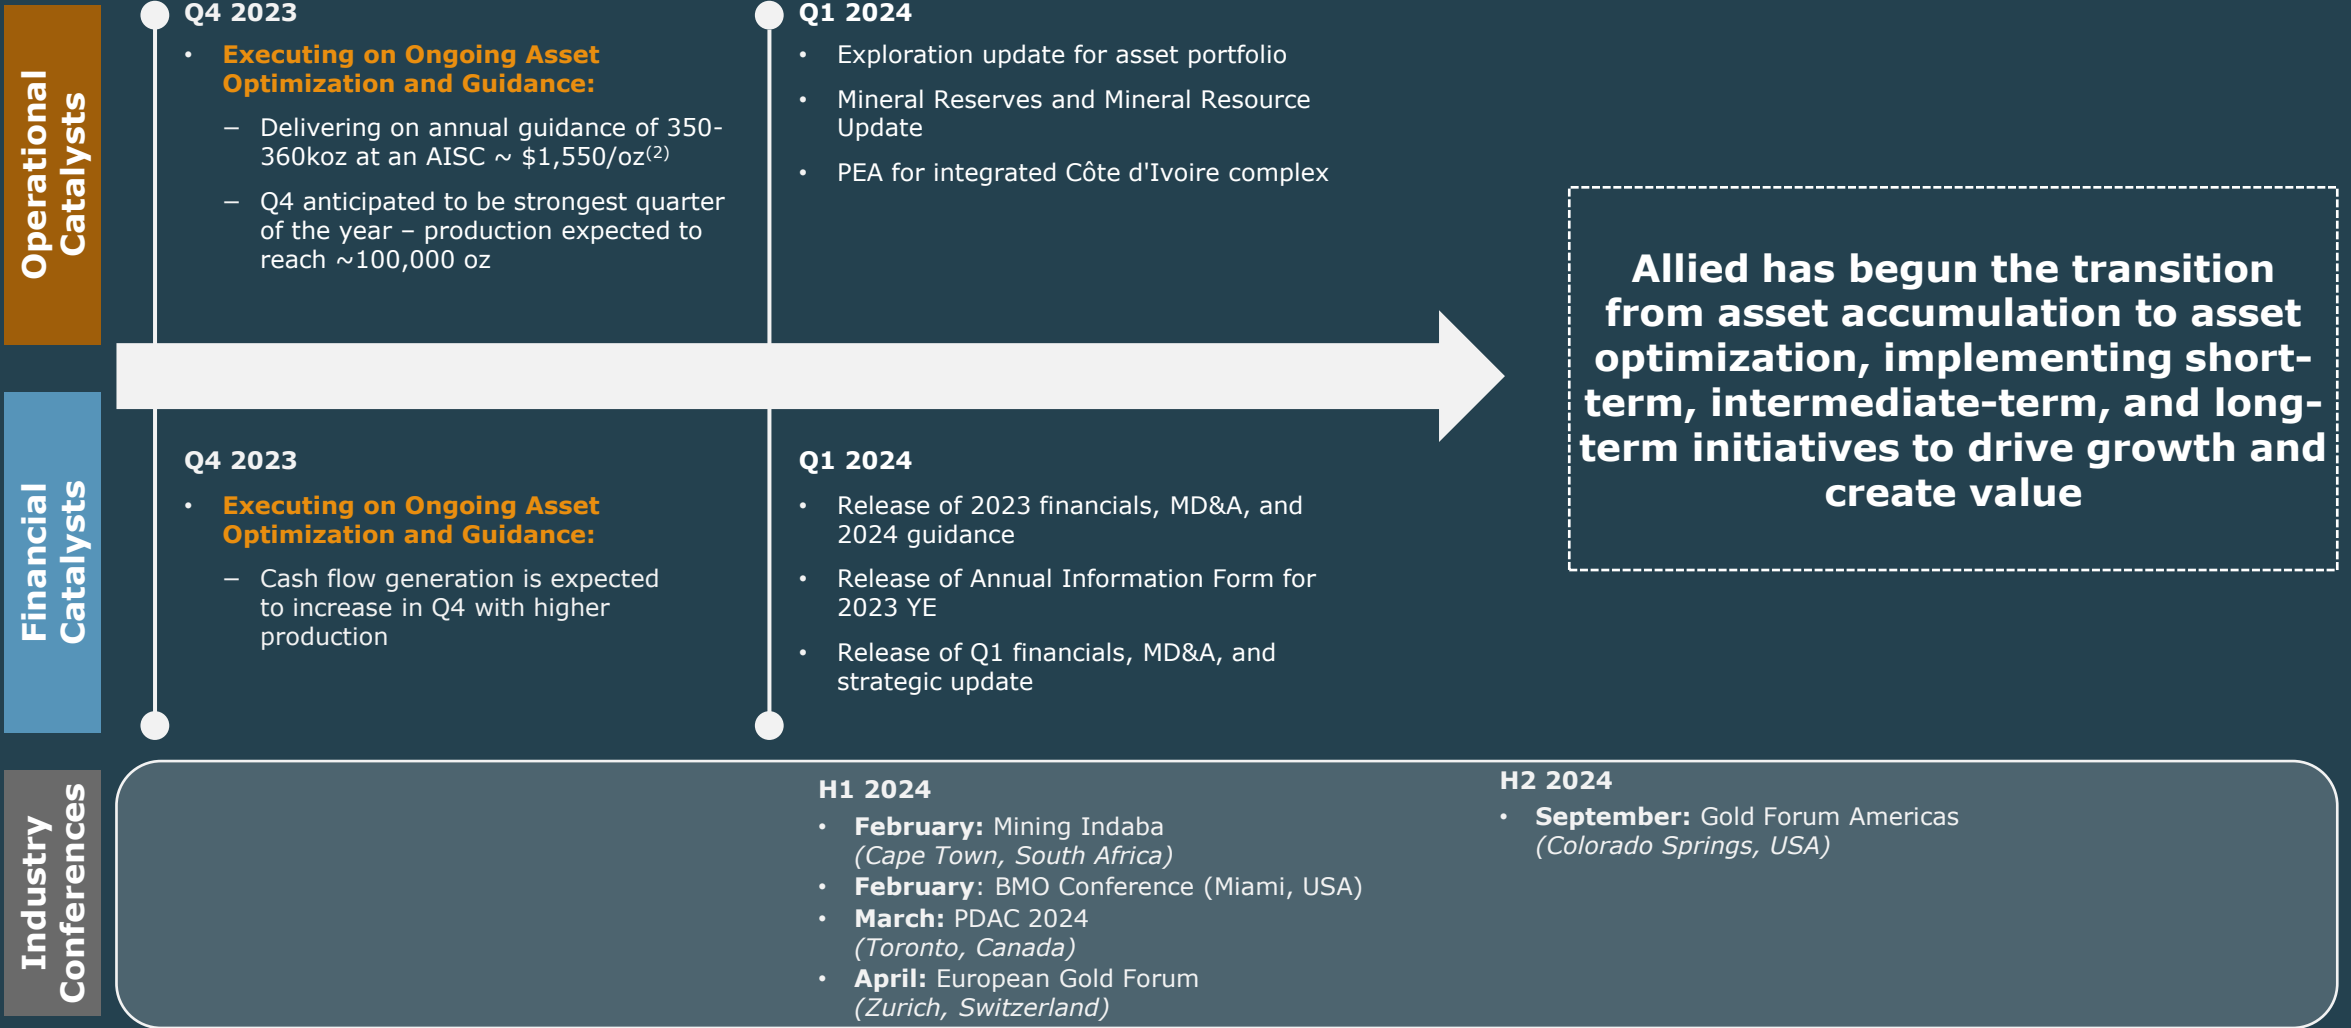 Operational
Catalysts
Q4 2023
• Executing on Ongoing Asset
Optimization and Guidance:
– Delivering on annual guidance of 350-
360koz at an AISC ~ $1,550/oz(2)
– Q4 anticipated to be strongest quarter
of the year – production expected to
reach ~100,000 oz
Q1 2024
• Exploration update for asset portfolio
• Mineral Reserves and Mineral Resource
Update
• PEA for integrated Côte d'Ivoire complex
Allied has begun the transition
from asset accumulation to asset
optimization, implementing short-
term, intermediate-term, and long-
term initiatives to drive growth and
create value
Financial
Catalysts
Q4 2023
• Executing on Ongoing Asset
Optimization and Guidance:
– Cash flow generation is expected
to increase in Q4 with higher
production
Q1 2024
• Release of 2023 financials, MD&A, and
2024 guidance
• Release of Annual Information Form for
2023 YE
• Release of Q1 financials, MD&A, and
strategic update
Industry
Conferences
H1 2024
• February: Mining Indaba
(Cape Town, South Africa)
• February: BMO Conference (Miami, USA)
• March: PDAC 2024
(Toronto, Canada)
• April: European Gold Forum
(Zurich, Switzerland)
H2 2024
• September: Gold Forum Americas
(Colorado Springs, USA)